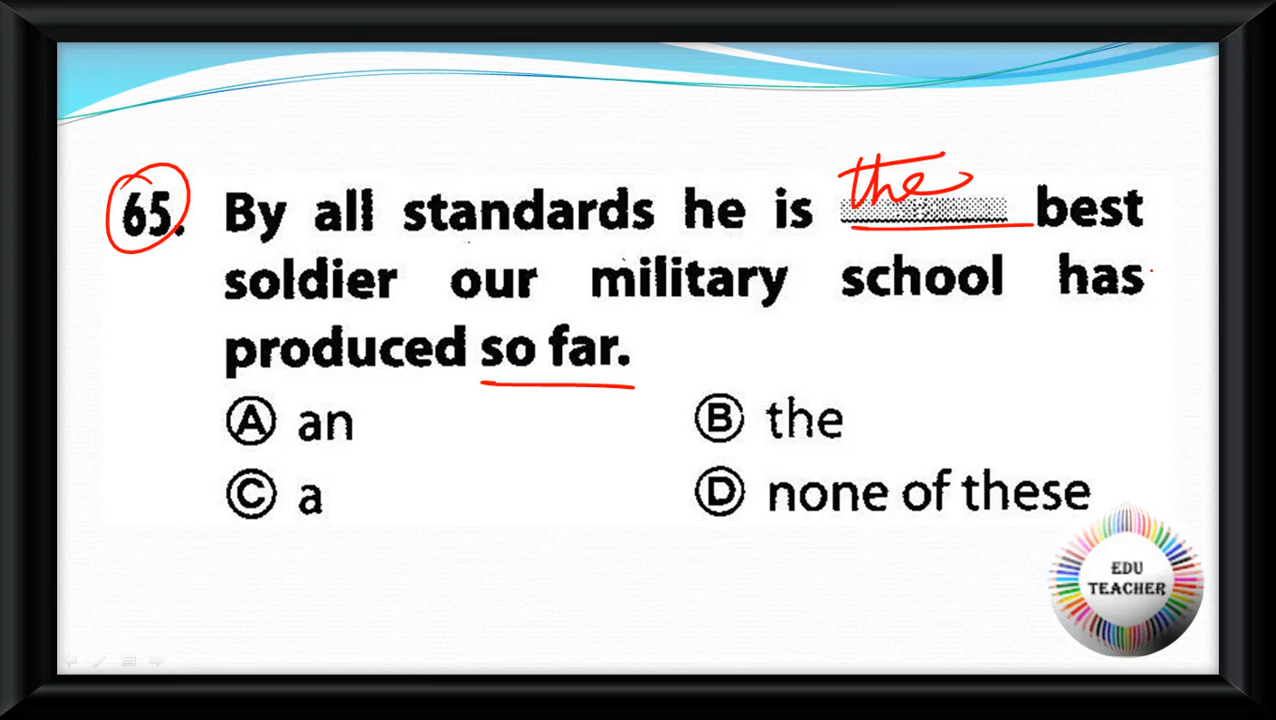 65. By all standards he is the best
soldier our military school has
produced so far.
Ⓐ an
Ⓑ the
Ⓒ a
Ⓓ none of these
EDU
TEACHER